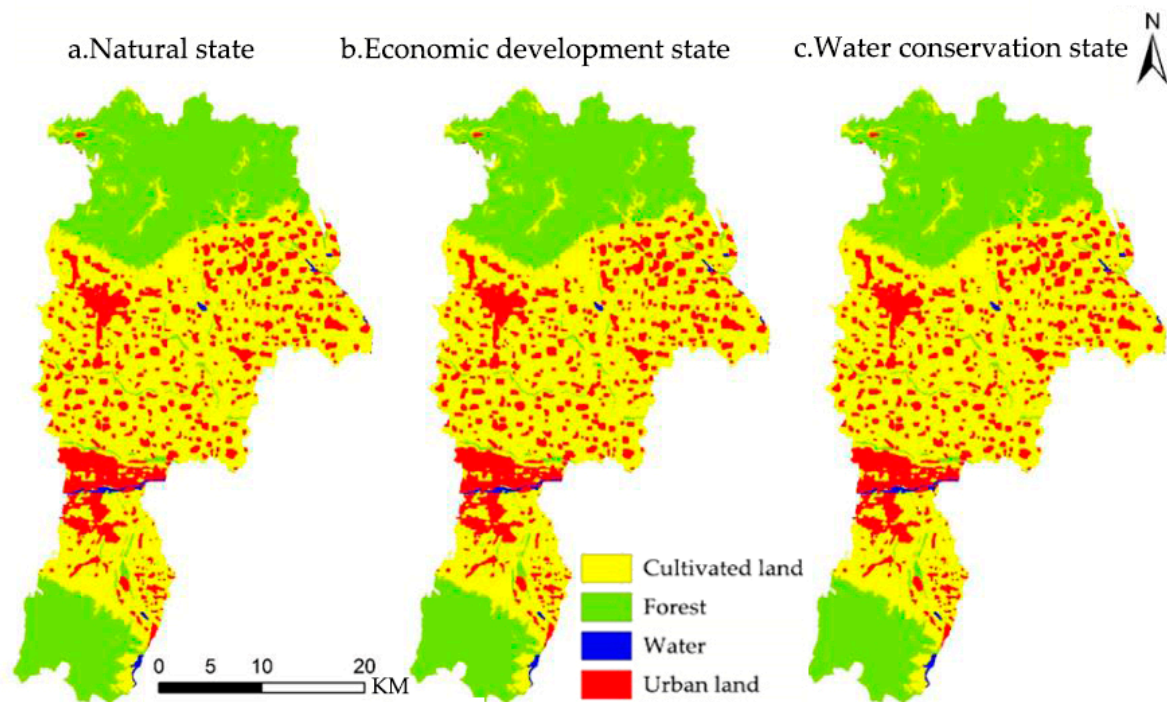 N
a.Natural state
b.Economic development state
c.Water conservation state
Cultivated land
Forest
Water
Urban land
0 5 10 20
KM